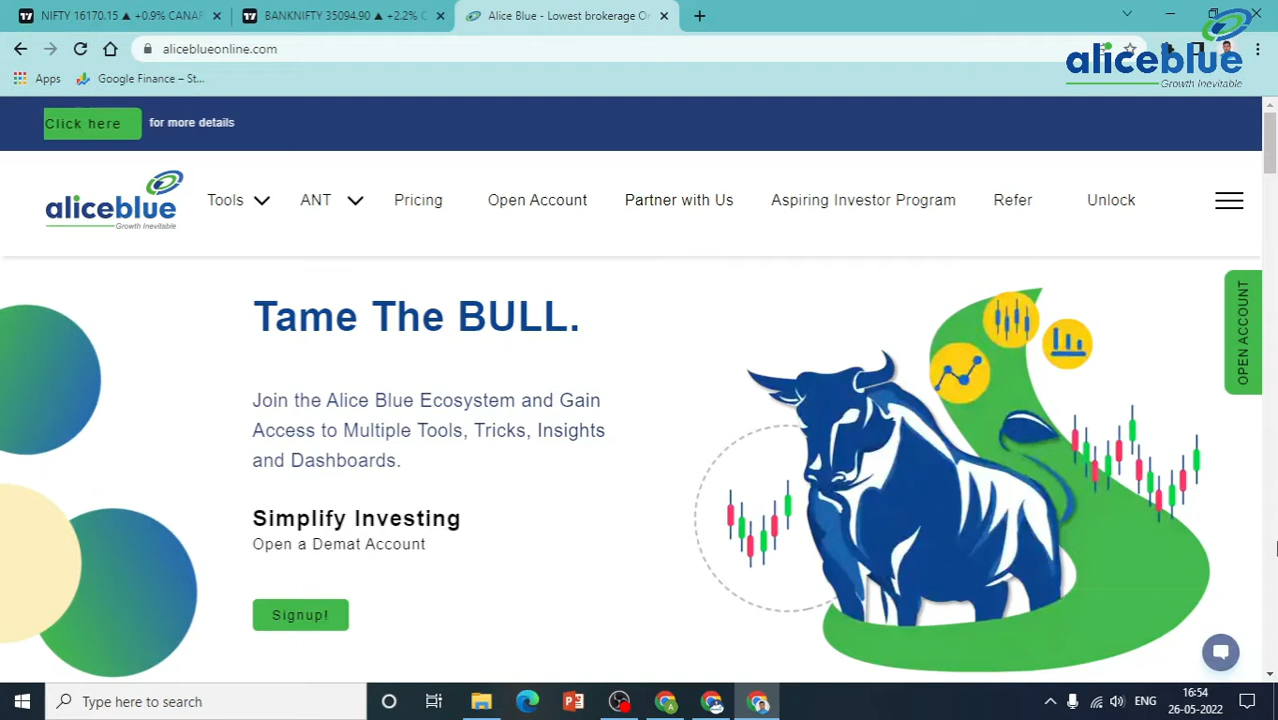 NIFTY 16170.15 ▲ +0.9% CANAR
BANKNIFTY 35094.90 ▲ +2.2% C
Alice Blue - Lowest brokerage On
aliceblueonline.com
Apps
Google Finance – St...
aliceblue
Growth Inevitable
Click here
for more details
aliceblue
Growth Inevitable
Tools
ANT
Pricing
Open Account
Partner with Us
Aspiring Investor Program
Refer
Unlock
OPEN ACCOUNT
Tame The BULL.
Join the Alice Blue Ecosystem and Gain
Access to Multiple Tools, Tricks, Insights
and Dashboards.
Simplify Investing
Open a Demat Account
Signup!
Type here to search
ENG
16:54
26-05-2022